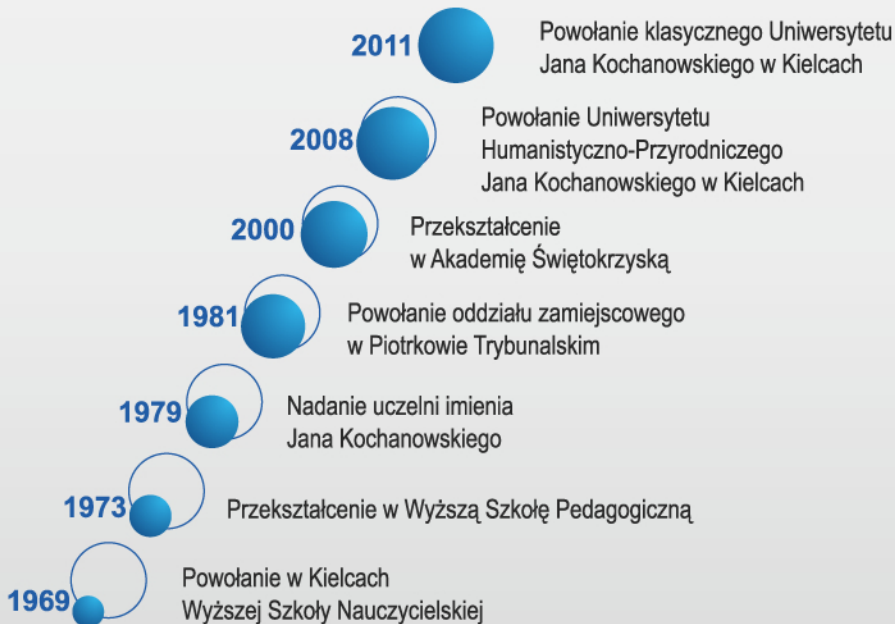 2011
Powołanie klasycznego Uniwersytetu
Jana Kochanowskiego w Kielcach
2008
Powołanie Uniwersytetu
Humanistyczno-Przyrodniczego
Jana Kochanowskiego w Kielcach
2000
Przekształcenie
w Akademię Świętokrzyską
1981
Powołanie oddziału zamiejscowego
w Piotrkowie Trybunalskim
1979
Nadanie uczelni imienia
Jana Kochanowskiego
1973
Przekształcenie w Wyższą Szkołę Pedagogiczną
1969
Powołanie w Kielcach
Wyższej Szkoły Nauczycielskiej